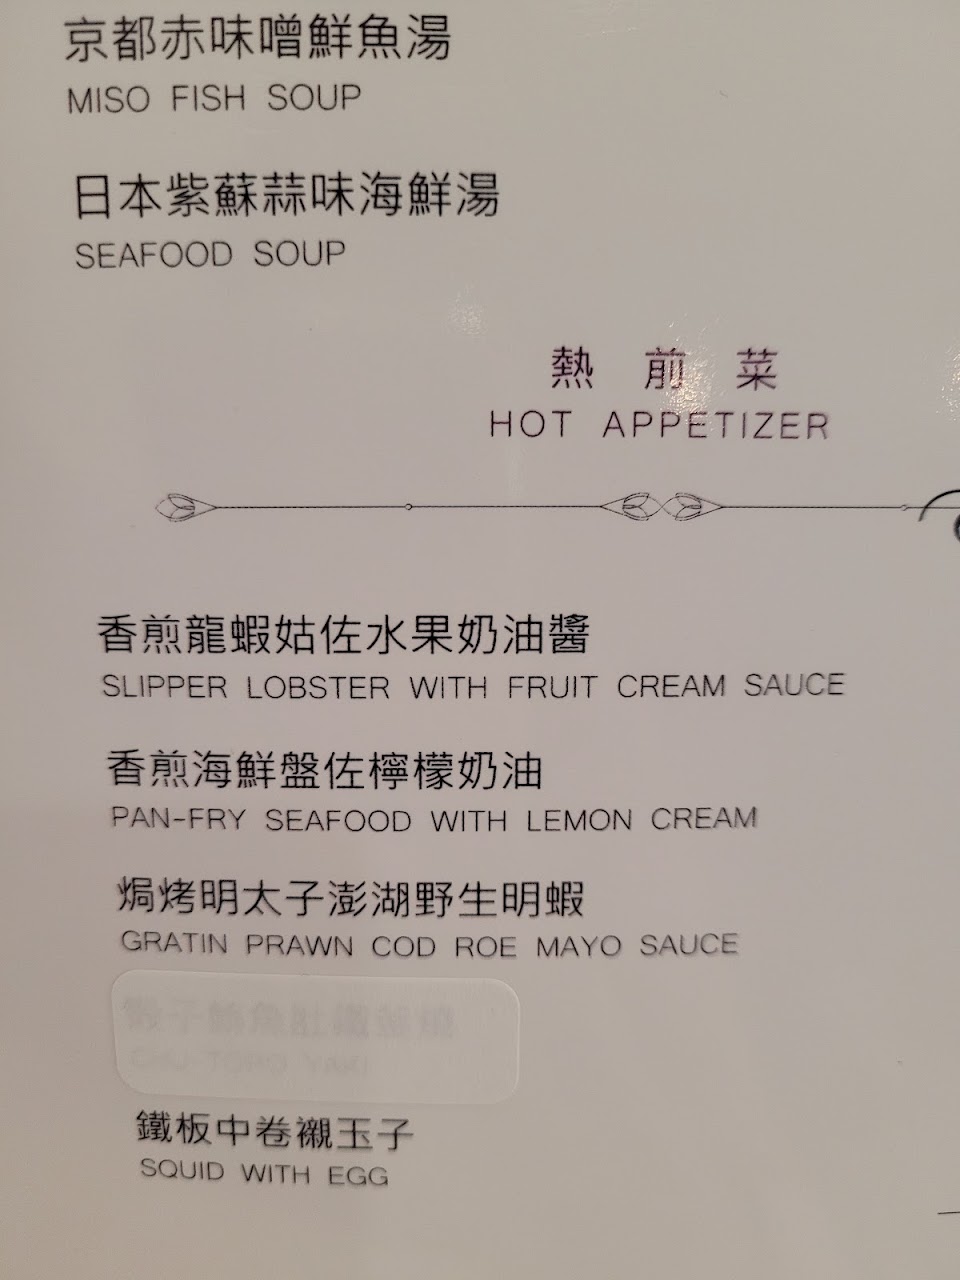 京都赤味噌鮮魚湯
MISO FISH SOUP
日本紫蘇蒜味海鮮湯
SEAFOOD SOUP
熱前菜
HOT APPETIZER
香煎龍蝦姑佐水果奶油醬
SLIPPER LOBSTER WITH FRUIT CREAM SAUCE
香煎海鮮盤佐檸檬奶油
PAN-FRY SEAFOOD WITH LEMON CREAM
焗烤明太子澎湖野生明蝦
GRATIN PRAWN COD ROE MAYO SAUCE
CHU-TORO YAKI
鐵板中卷襯玉子
SQUID WITH EGG